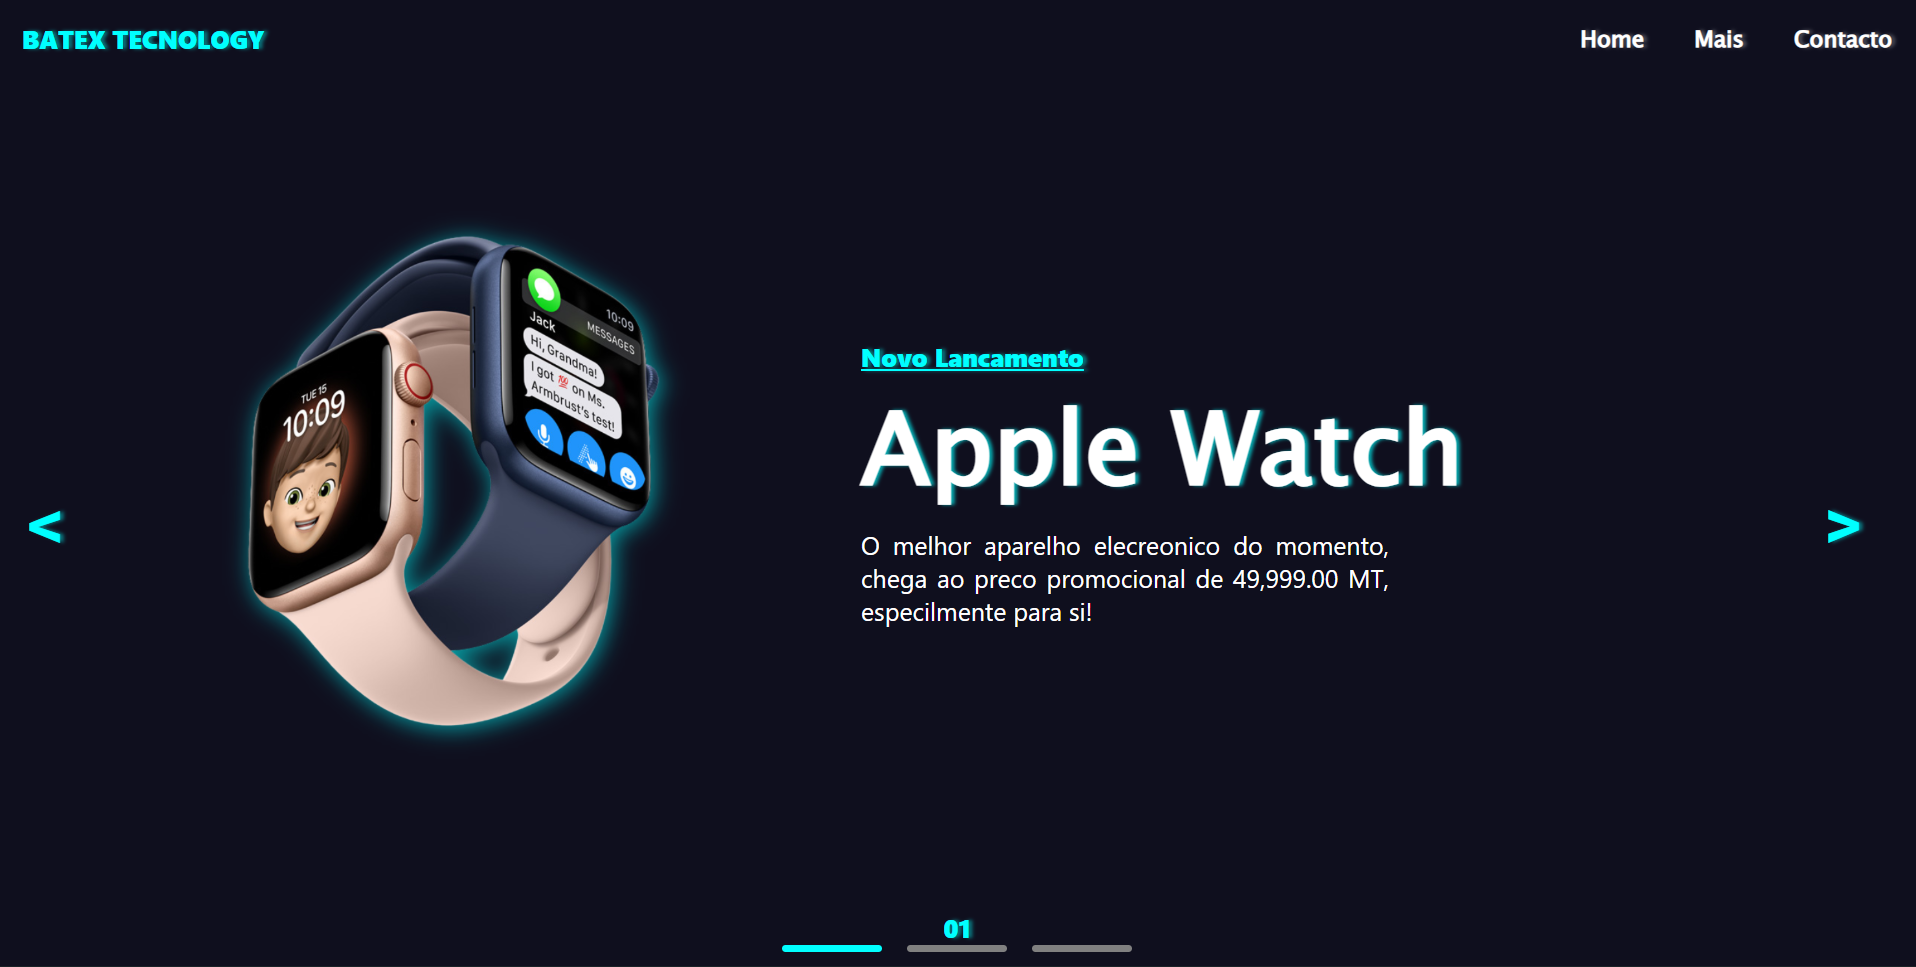 BATEX TECNOLOGY
Home Mais Contacto
10:09
MESSAGES
Jack
Hi, Grandma!
I got 💯 on Ms.
Armbrust's test!
TUE 15
10:09
<
Novo Lancamento
Apple Watch
O melhor aparelho elecreonico do momento,
chega ao preco promocional de 49,999.00 MT,
especilmente para si!
>
01